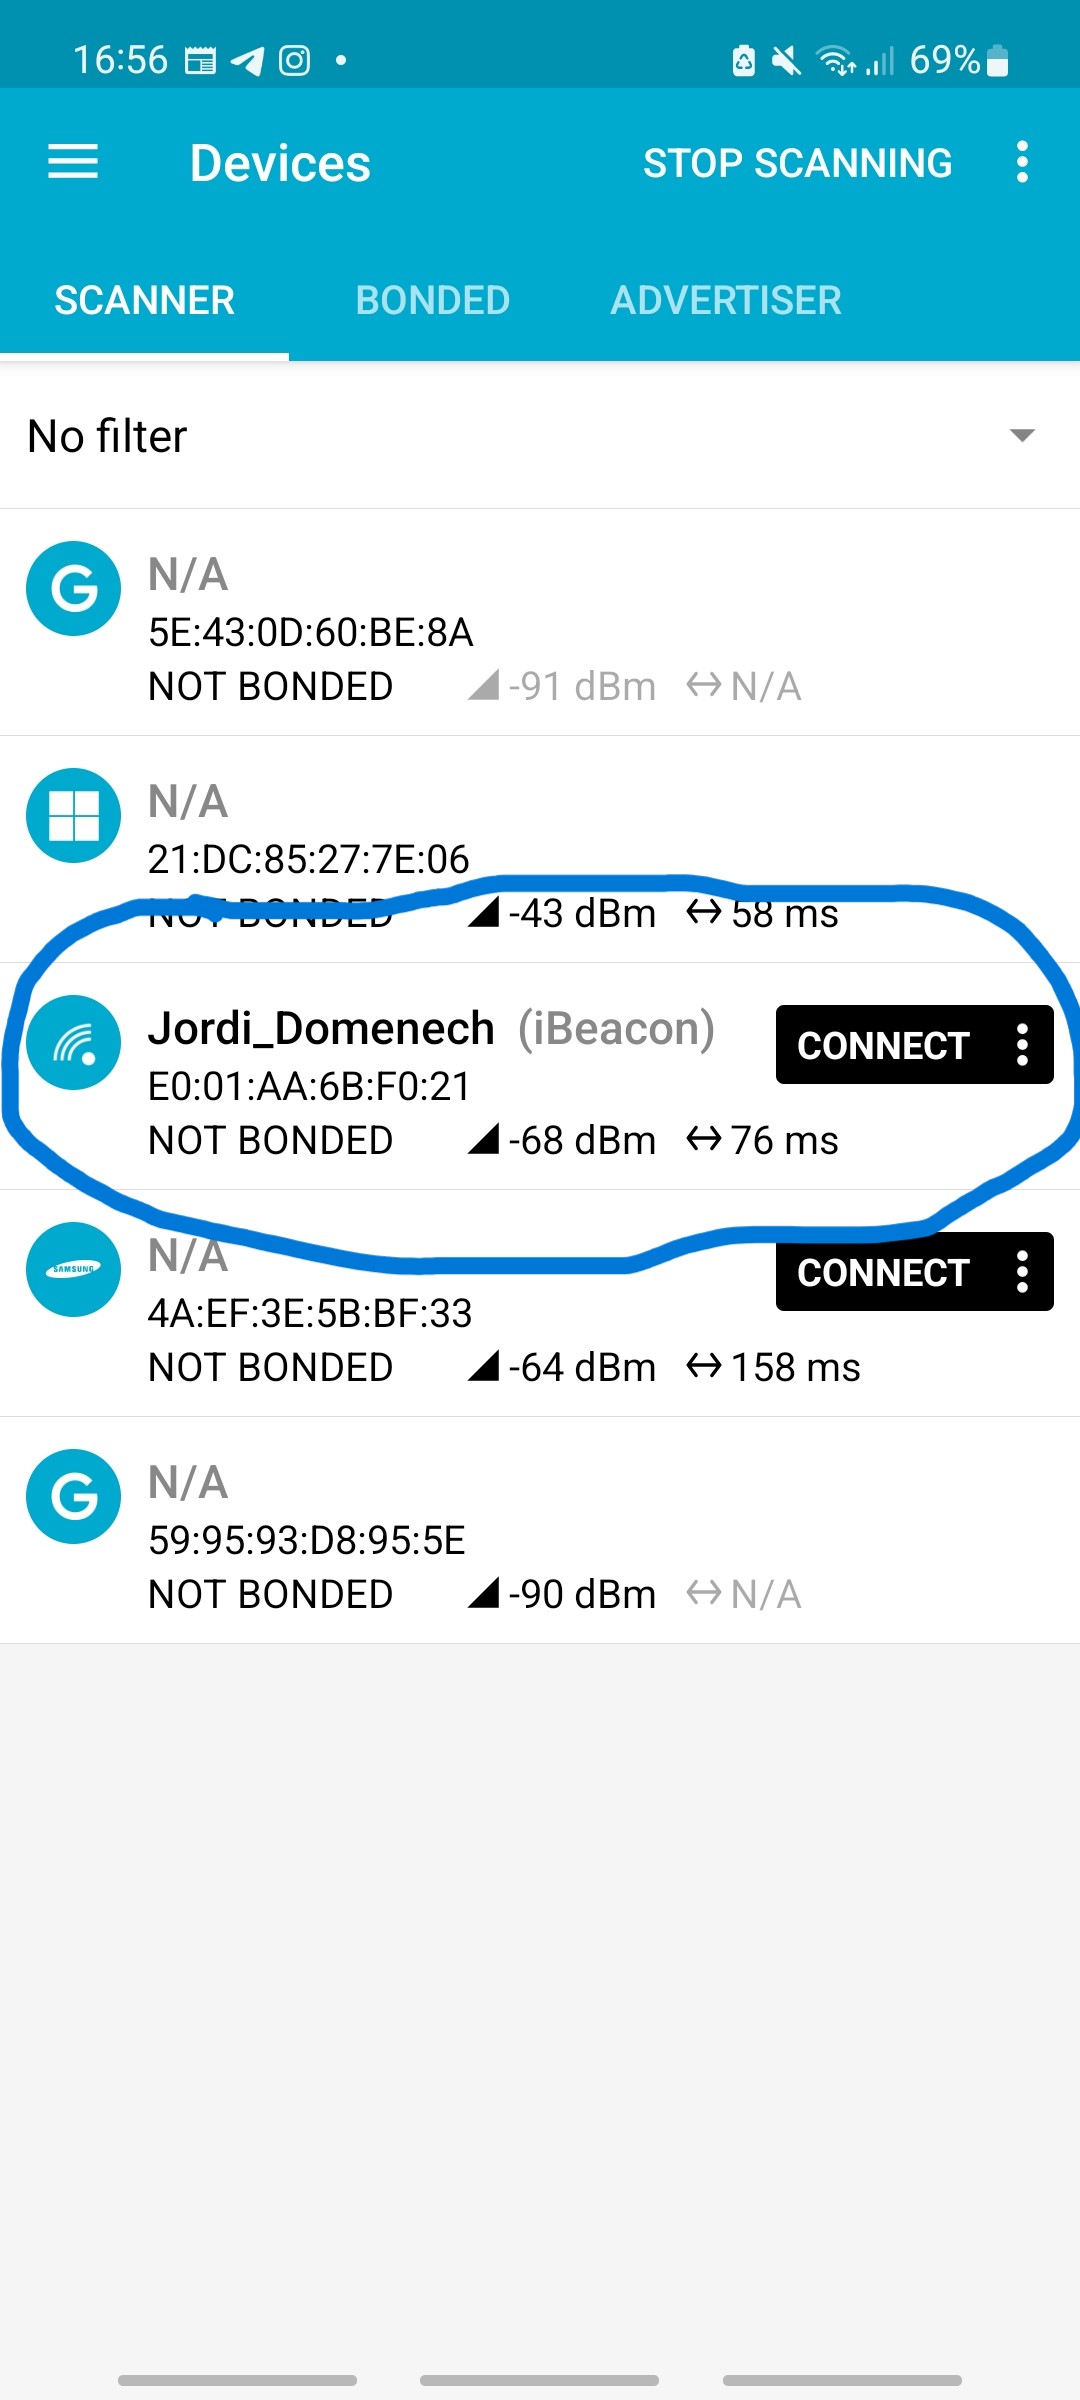 16:56 69%
Devices STOP SCANNING
SCANNER BONDED ADVERTISER
No filter
N/A
5E:43:0D:60:BE:8A
NOT BONDED -91 dBm N/A
N/A
21:DC:85:27:7E:06
NOT BONDED -43 dBm 58 ms
Jordi_Domenech (iBeacon) CONNECT
E0:01:AA:6B:F0:21
NOT BONDED -68 dBm 76 ms
SAMSUNG N/A CONNECT
4A:EF:3E:5B:BF:33
NOT BONDED -64 dBm 158 ms
N/A
59:95:93:D8:95:5E
NOT BONDED -90 dBm N/A